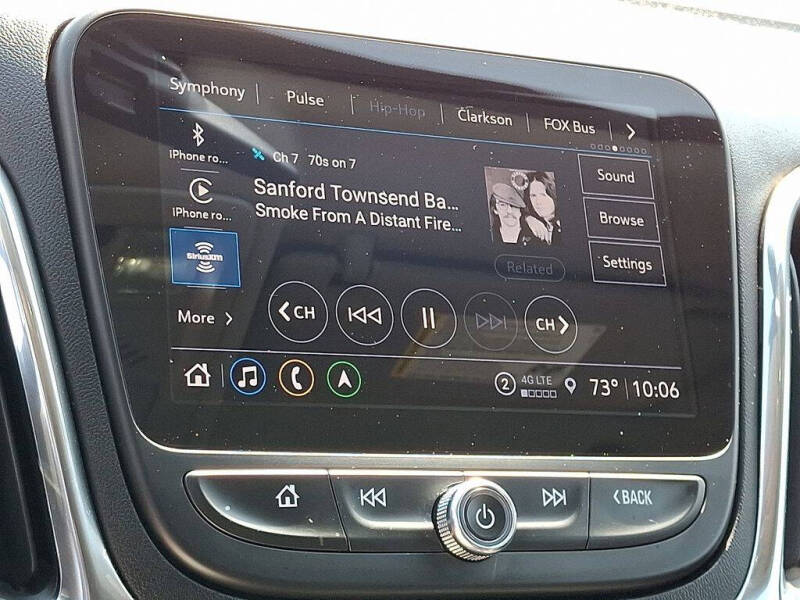 Symphony
Pulse
Hip-Hop
Clarkson
FOX Bus
iPhone ro...
Ch 7 70s on 7
Sound
iPhone ro...
Sanford Townsend Ba...
Smoke From A Distant Fire...
Browse
SiriusXM
Related
Settings
More
CH
CH
2
4G LTE
73°
10:06
BACK